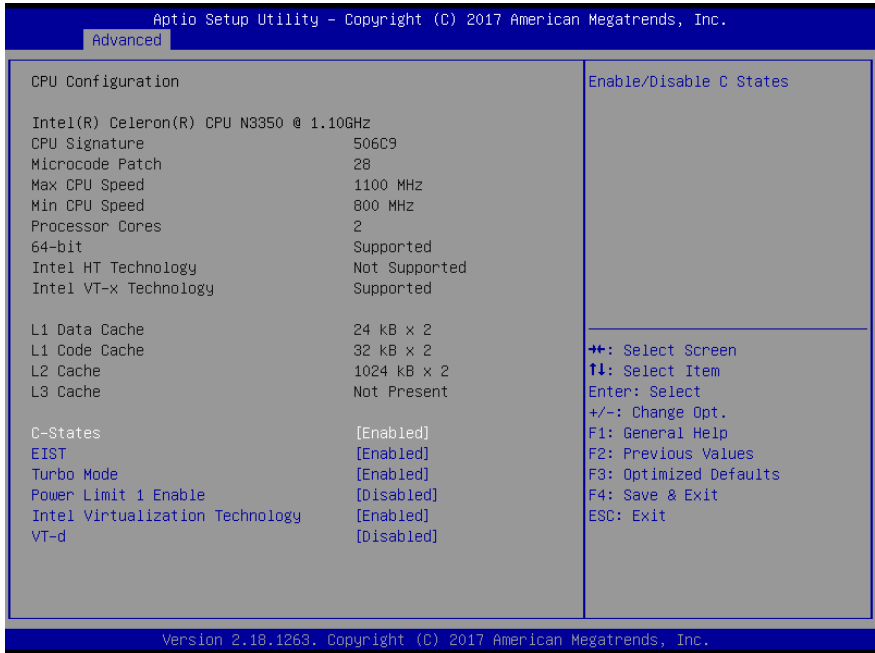 Aptio Setup Utility – Copyright (C) 2017 American Megatrends, Inc.
Advanced
CPU Configuration
Intel(R) Celeron(R) CPU N3350 @ 1.10GHz
CPU Signature 506C9
Microcode Patch 28
Max CPU Speed 1100 MHz
Min CPU Speed 800 MHz
Processor Cores 2
64-bit Supported
Intel HT Technology Not Supported
Intel VT-x Technology Supported
L1 Data Cache 24 kB x 2
L1 Code Cache 32 kB x 2
L2 Cache 1024 kB x 2
L3 Cache Not Present
C-States [Enabled]
EIST [Enabled]
Turbo Mode [Enabled]
Power Limit 1 Enable [Disabled]
Intel Virtualization Technology [Enabled]
VT-d [Disabled]
Enable/Disable C States
→←: Select Screen
↑↓: Select Item
Enter: Select
+/-: Change Opt.
F1: General Help
F2: Previous Values
F3: Optimized Defaults
F4: Save & Exit
ESC: Exit
Version 2.18.1263. Copyright (C) 2017 American Megatrends, Inc.